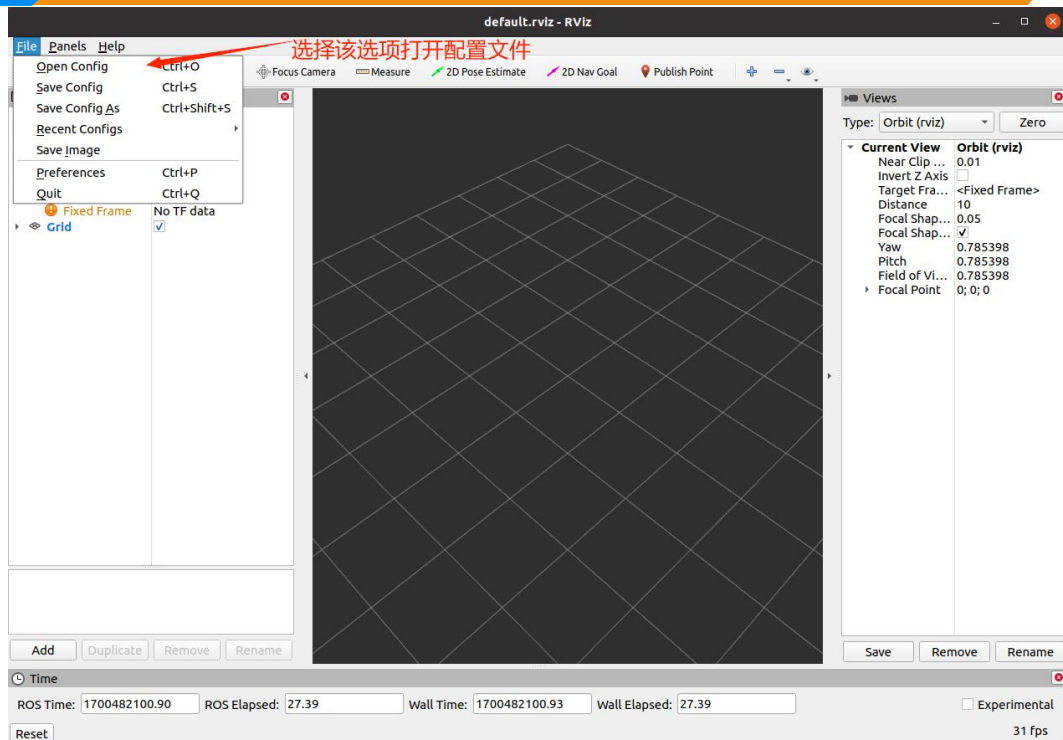 default.rviz - RViz
File Panels Help
选择该选项打开配置文件
Open Config Ctrl+O
Save Config Ctrl+S
Save Config As Ctrl+Shift+S
Recent Configs
Save Image
Preferences Ctrl+P
Quit Ctrl+Q
Focus Camera Measure 2D Pose Estimate 2D Nav Goal Publish Point
Fixed Frame No TF data
Grid
Views
Type: Orbit (rviz) Zero
Current View Orbit (rviz)
Near Clip ... 0.01
Invert Z Axis
Target Fra... <Fixed Frame>
Distance 10
Focal Shap... 0.05
Focal Shap...
Yaw 0.785398
Pitch 0.785398
Field of Vi... 0.785398
Focal Point 0; 0; 0
Add Duplicate Remove Rename
Save Remove Rename
Time
ROS Time: 1700482100.90 ROS Elapsed: 27.39 Wall Time: 1700482100.93 Wall Elapsed: 27.39 Experimental
Reset 31 fps